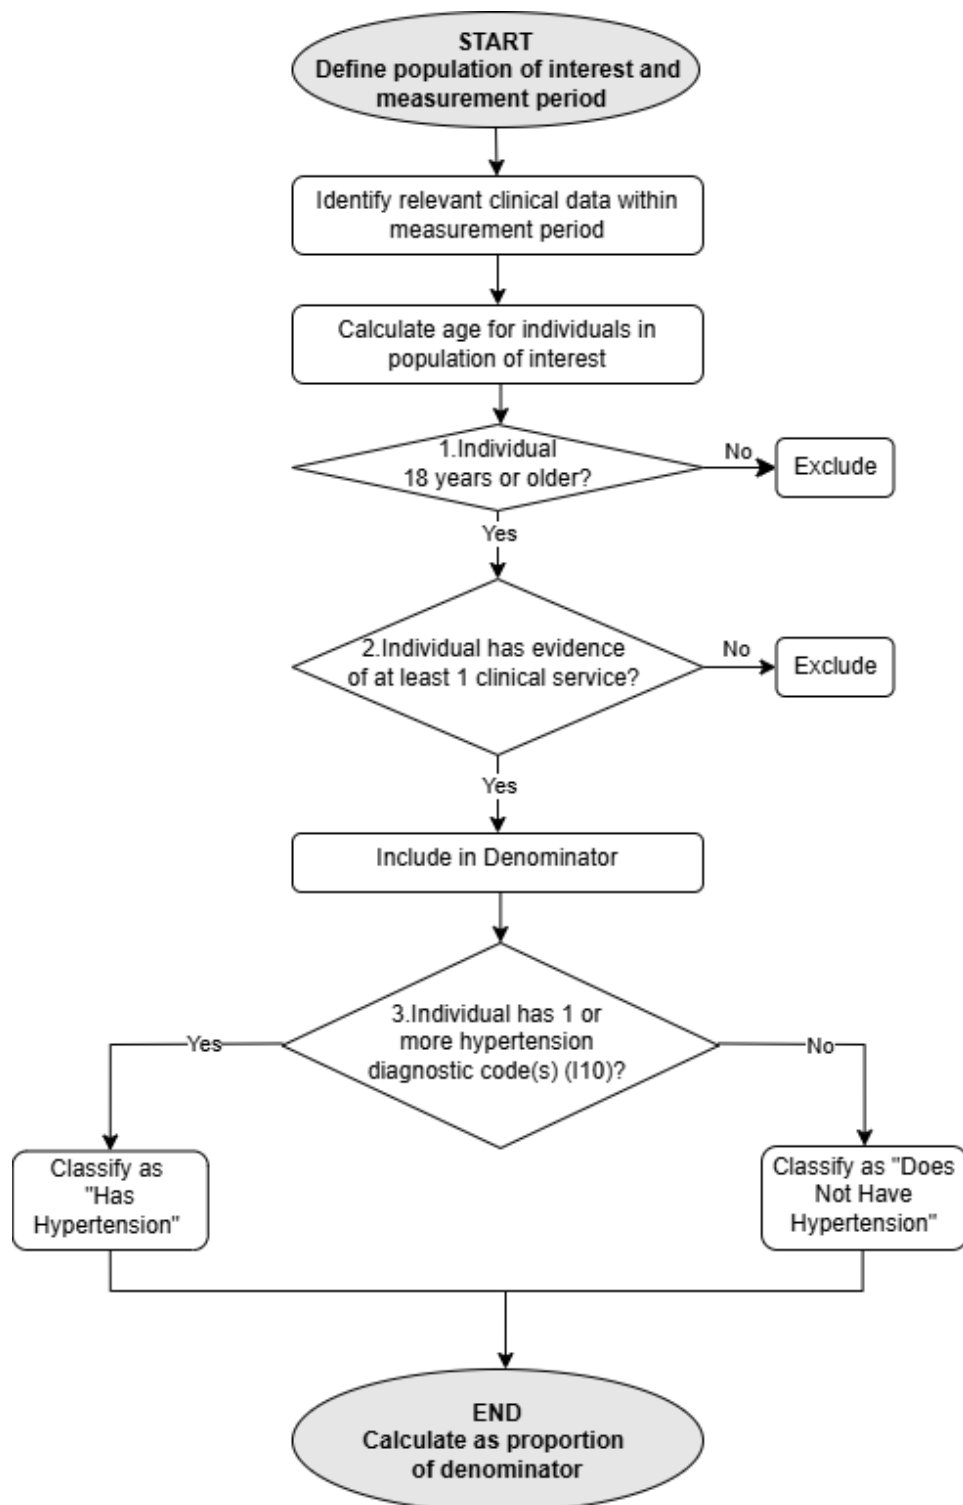 START
Define population of interest and
measurement period
Identify relevant clinical data within
measurement period
Calculate age for individuals in
population of interest
1.Individual
18 years or older?
No
Exclude
Yes
2.Individual has evidence
of at least 1 clinical service?
No
Exclude
Yes
Include in Denominator
3.Individual has 1 or
more hypertension
diagnostic code(s) (I10)?
Yes
No
Classify as
"Has
Hypertension"
Classify as "Does
Not Have
Hypertension"
END
Calculate as proportion
of denominator